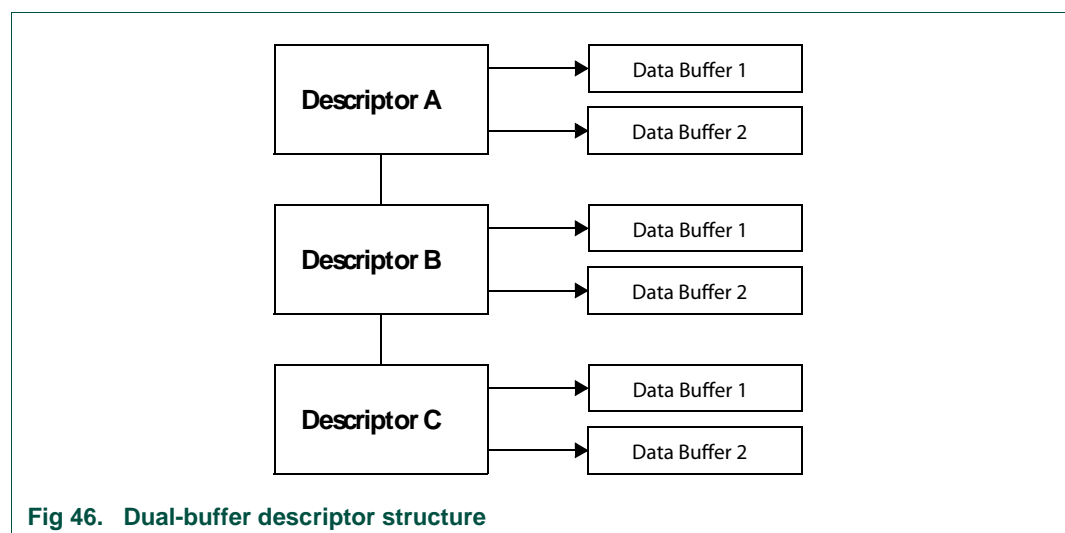 Descriptor A
Data Buffer 1
Data Buffer 2
Descriptor B
Data Buffer 1
Data Buffer 2
Descriptor C
Data Buffer 1
Data Buffer 2
Fig 46. Dual-buffer descriptor structure